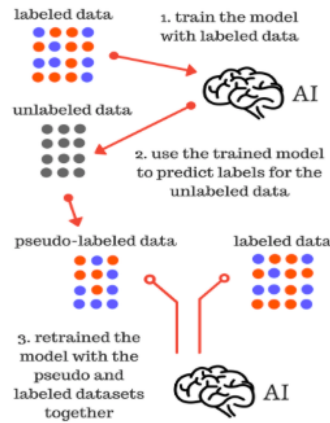 labeled data
1. train the model
with labeled data
AI
unlabeled data
2. use the trained model
to predict labels for the
unlabeled data
pseudo-labeled data
labeled data
3. retrained the
model with the
pseudo and
labeled datasets
together
AI